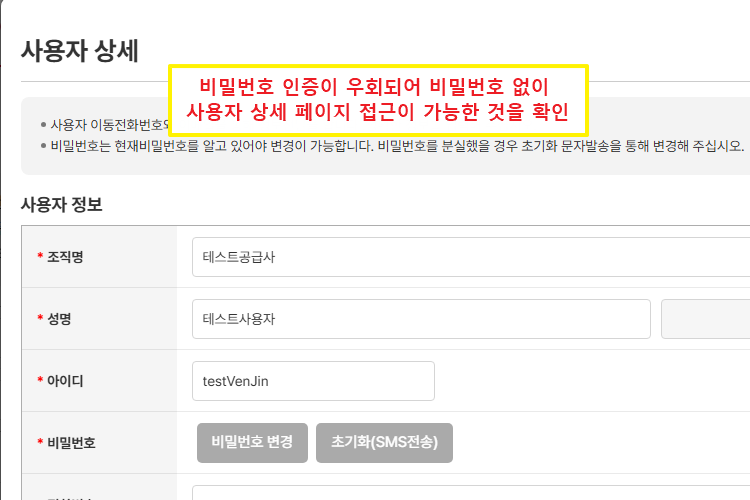 사용자 상세
비밀번호 인증이 우회되어 비밀번호 없이
사용자 상세 페이지 접근이 가능한 것을 확인
• 사용자 이동전화번호와
• 비밀번호는 현재비밀번호를 알고 있어야 변경이 가능합니다. 비밀번호를 분실했을 경우 초기화 문자발송을 통해 변경해 주십시오.
사용자 정보
* 조직명 테스트공급사
* 성명 테스트사용자
* 아이디 testVenJin
* 비밀번호 비밀번호 변경 초기화(SMS전송)